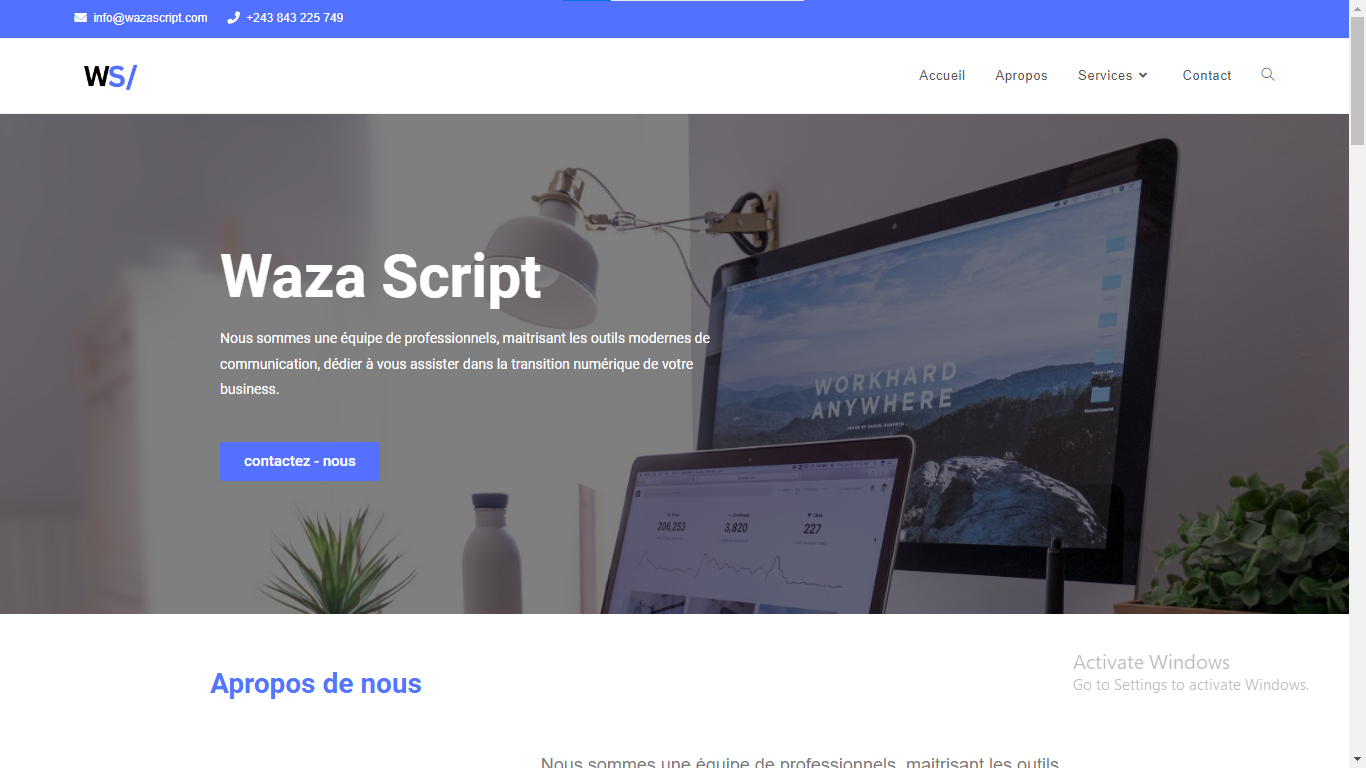 info@wazascript.com +243 843 225 749
WS/
Accueil Apropos Services Contact
Waza Script
Nous sommes une équipe de professionnels, maitrisant les outils modernes de
communication, dédier à vous assister dans la transition numérique de votre
business.
contactez - nous
WORKHARD
ANYWHERE
206,253 3,820 227
Apropos de nous
Activate Windows
Go to Settings to activate Windows.
Nous sommes une équipe de professionnels, maitrisant les outils